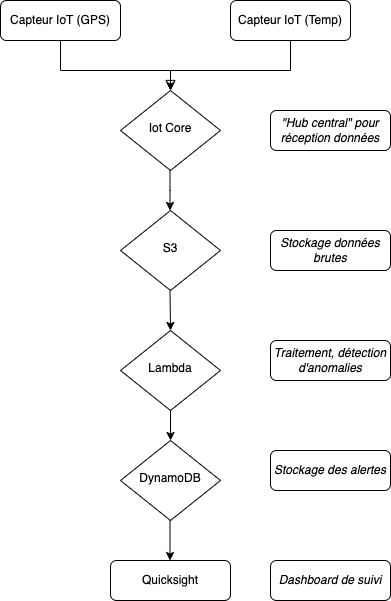 Capteur IoT (GPS)
Capteur IoT (Temp)
Iot Core
"Hub central" pour
réception données
S3
Stockage données
brutes
Lambda
Traitement, détection
d'anomalies
DynamoDB
Stockage des alertes
Quicksight
Dashboard de suivi